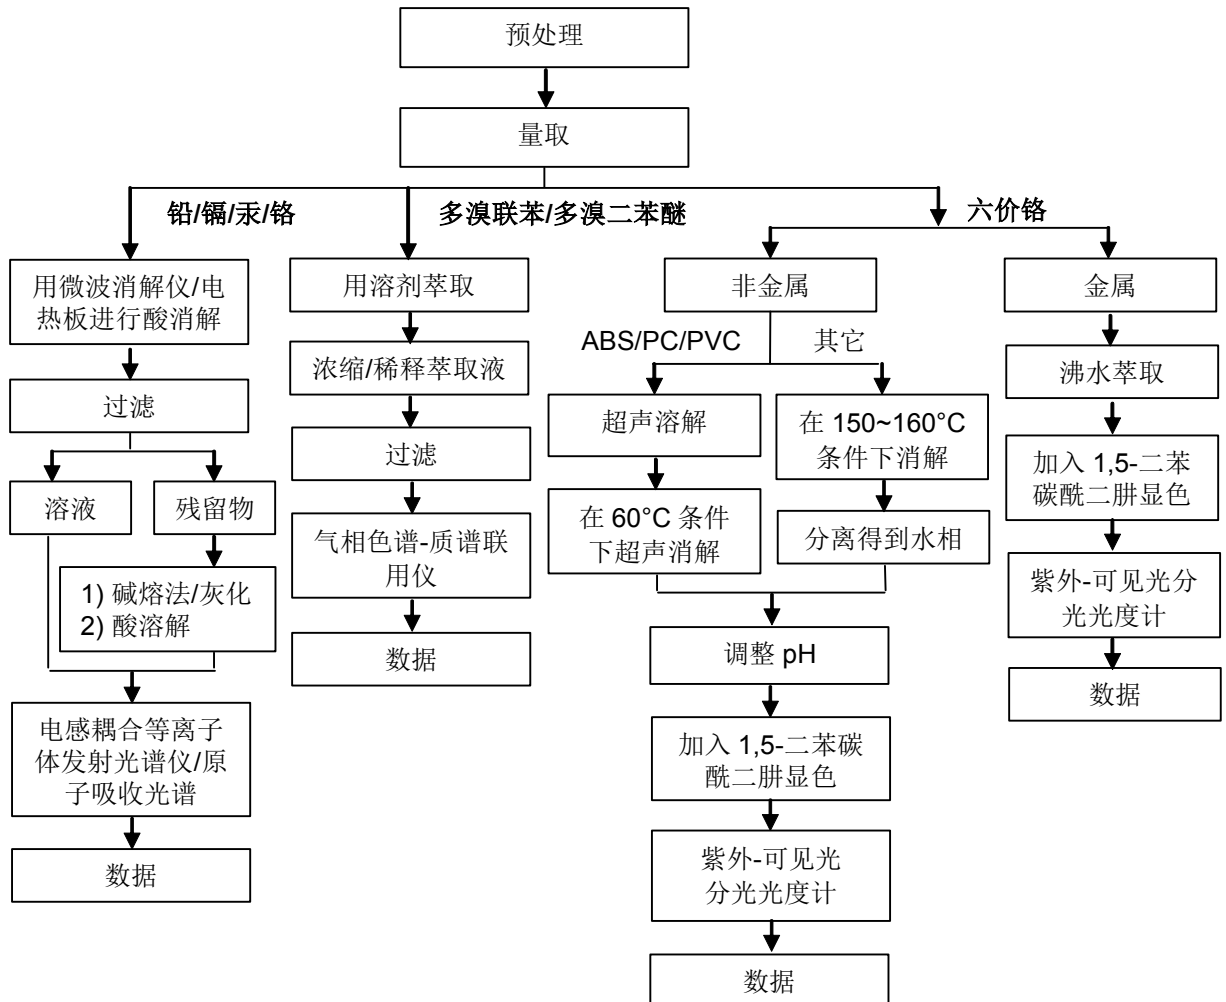 预处理
量取
铅/镉/汞/铬
多溴联苯/多溴二苯醚
六价铬
用微波消解仪/电
热板进行酸消解
过滤
溶液
残留物
1) 碱熔法/灰化
2) 酸溶解
电感耦合等离子
体发射光谱仪/原
子吸收光谱
数据
用溶剂萃取
浓缩/稀释萃取液
过滤
气相色谱-质谱联
用仪
数据
非金属
ABS/PC/PVC
其它
超声溶解
在 60°C 条件
下超声消解
在 150~160°C
条件下消解
分离得到水相
调整 pH
加入 1,5-二苯碳
酰二肼显色
紫外-可见光
分光光度计
数据
金属
沸水萃取
加入 1,5-二苯
碳酰二肼显色
紫外-可见光分
光光度计
数据